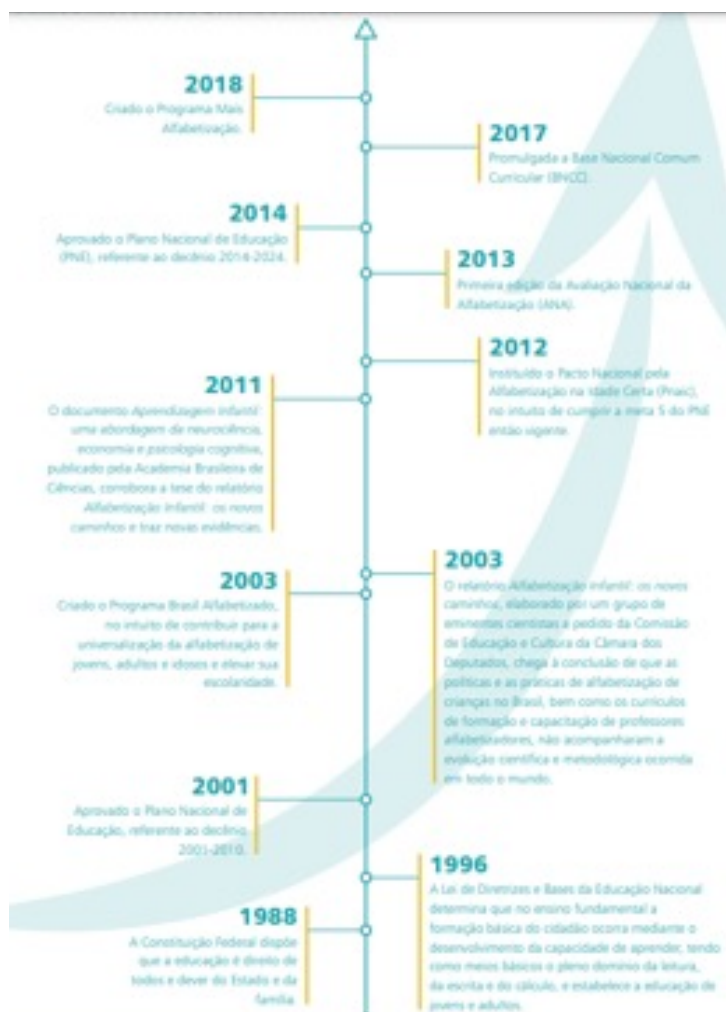 2018
Criado o Programa Mais
Alfabetização.
2017
Promulgada a Base Nacional Comum
Curricular (BNCC).
2014
Aprovado o Plano Nacional de Educação
(PNE), referente ao decênio 2014-2024.
2013
Primeira edição da Avaliação Nacional da
Alfabetização (ANA).
2012
Instituído o Pacto Nacional pela
Alfabetização na Idade Certa (Pnaic),
no intuito de cumprir a meta 5 do PNE
então vigente.
2011
O documento Aprendizagem infantil:
uma abordagem da neurociência,
economia e psicologia cognitiva,
publicado pela Academia Brasileira de
Ciências, corrobora a tese do relatório
Alfabetização Infantil: os novos
caminhos e traz novas evidências.
2003
O relatório Alfabetização infantil: os novos
caminhos, elaborado por um grupo de
eminentes cientistas a pedido da Comissão
de Educação e Cultura da Câmara dos
Deputados, chega à conclusão de que as
políticas e as práticas de alfabetização de
crianças no Brasil, bem como os currículos
de formação e capacitação de professores
alfabetizadores, não acompanharam a
evolução científica e metodológica ocorrida
em todo o mundo.
2003
Criado o Programa Brasil Alfabetizado,
no intuito de contribuir para a
universalização da alfabetização de
jovens, adultos e idosos e elevar sua
escolaridade.
2001
Aprovado o Plano Nacional de
Educação, referente ao decênio
2001-2010.
1996
A Lei de Diretrizes e Bases da Educação Nacional
determina que no ensino fundamental a
formação básica do cidadão ocorra mediante o
desenvolvimento da capacidade de aprender, tendo
como meios básicos o pleno domínio da leitura,
da escrita e do cálculo, e estabelece a educação de
jovens e adultos.
1988
A Constituição Federal dispõe
que a educação é direito de
todos e dever do Estado e da
família.